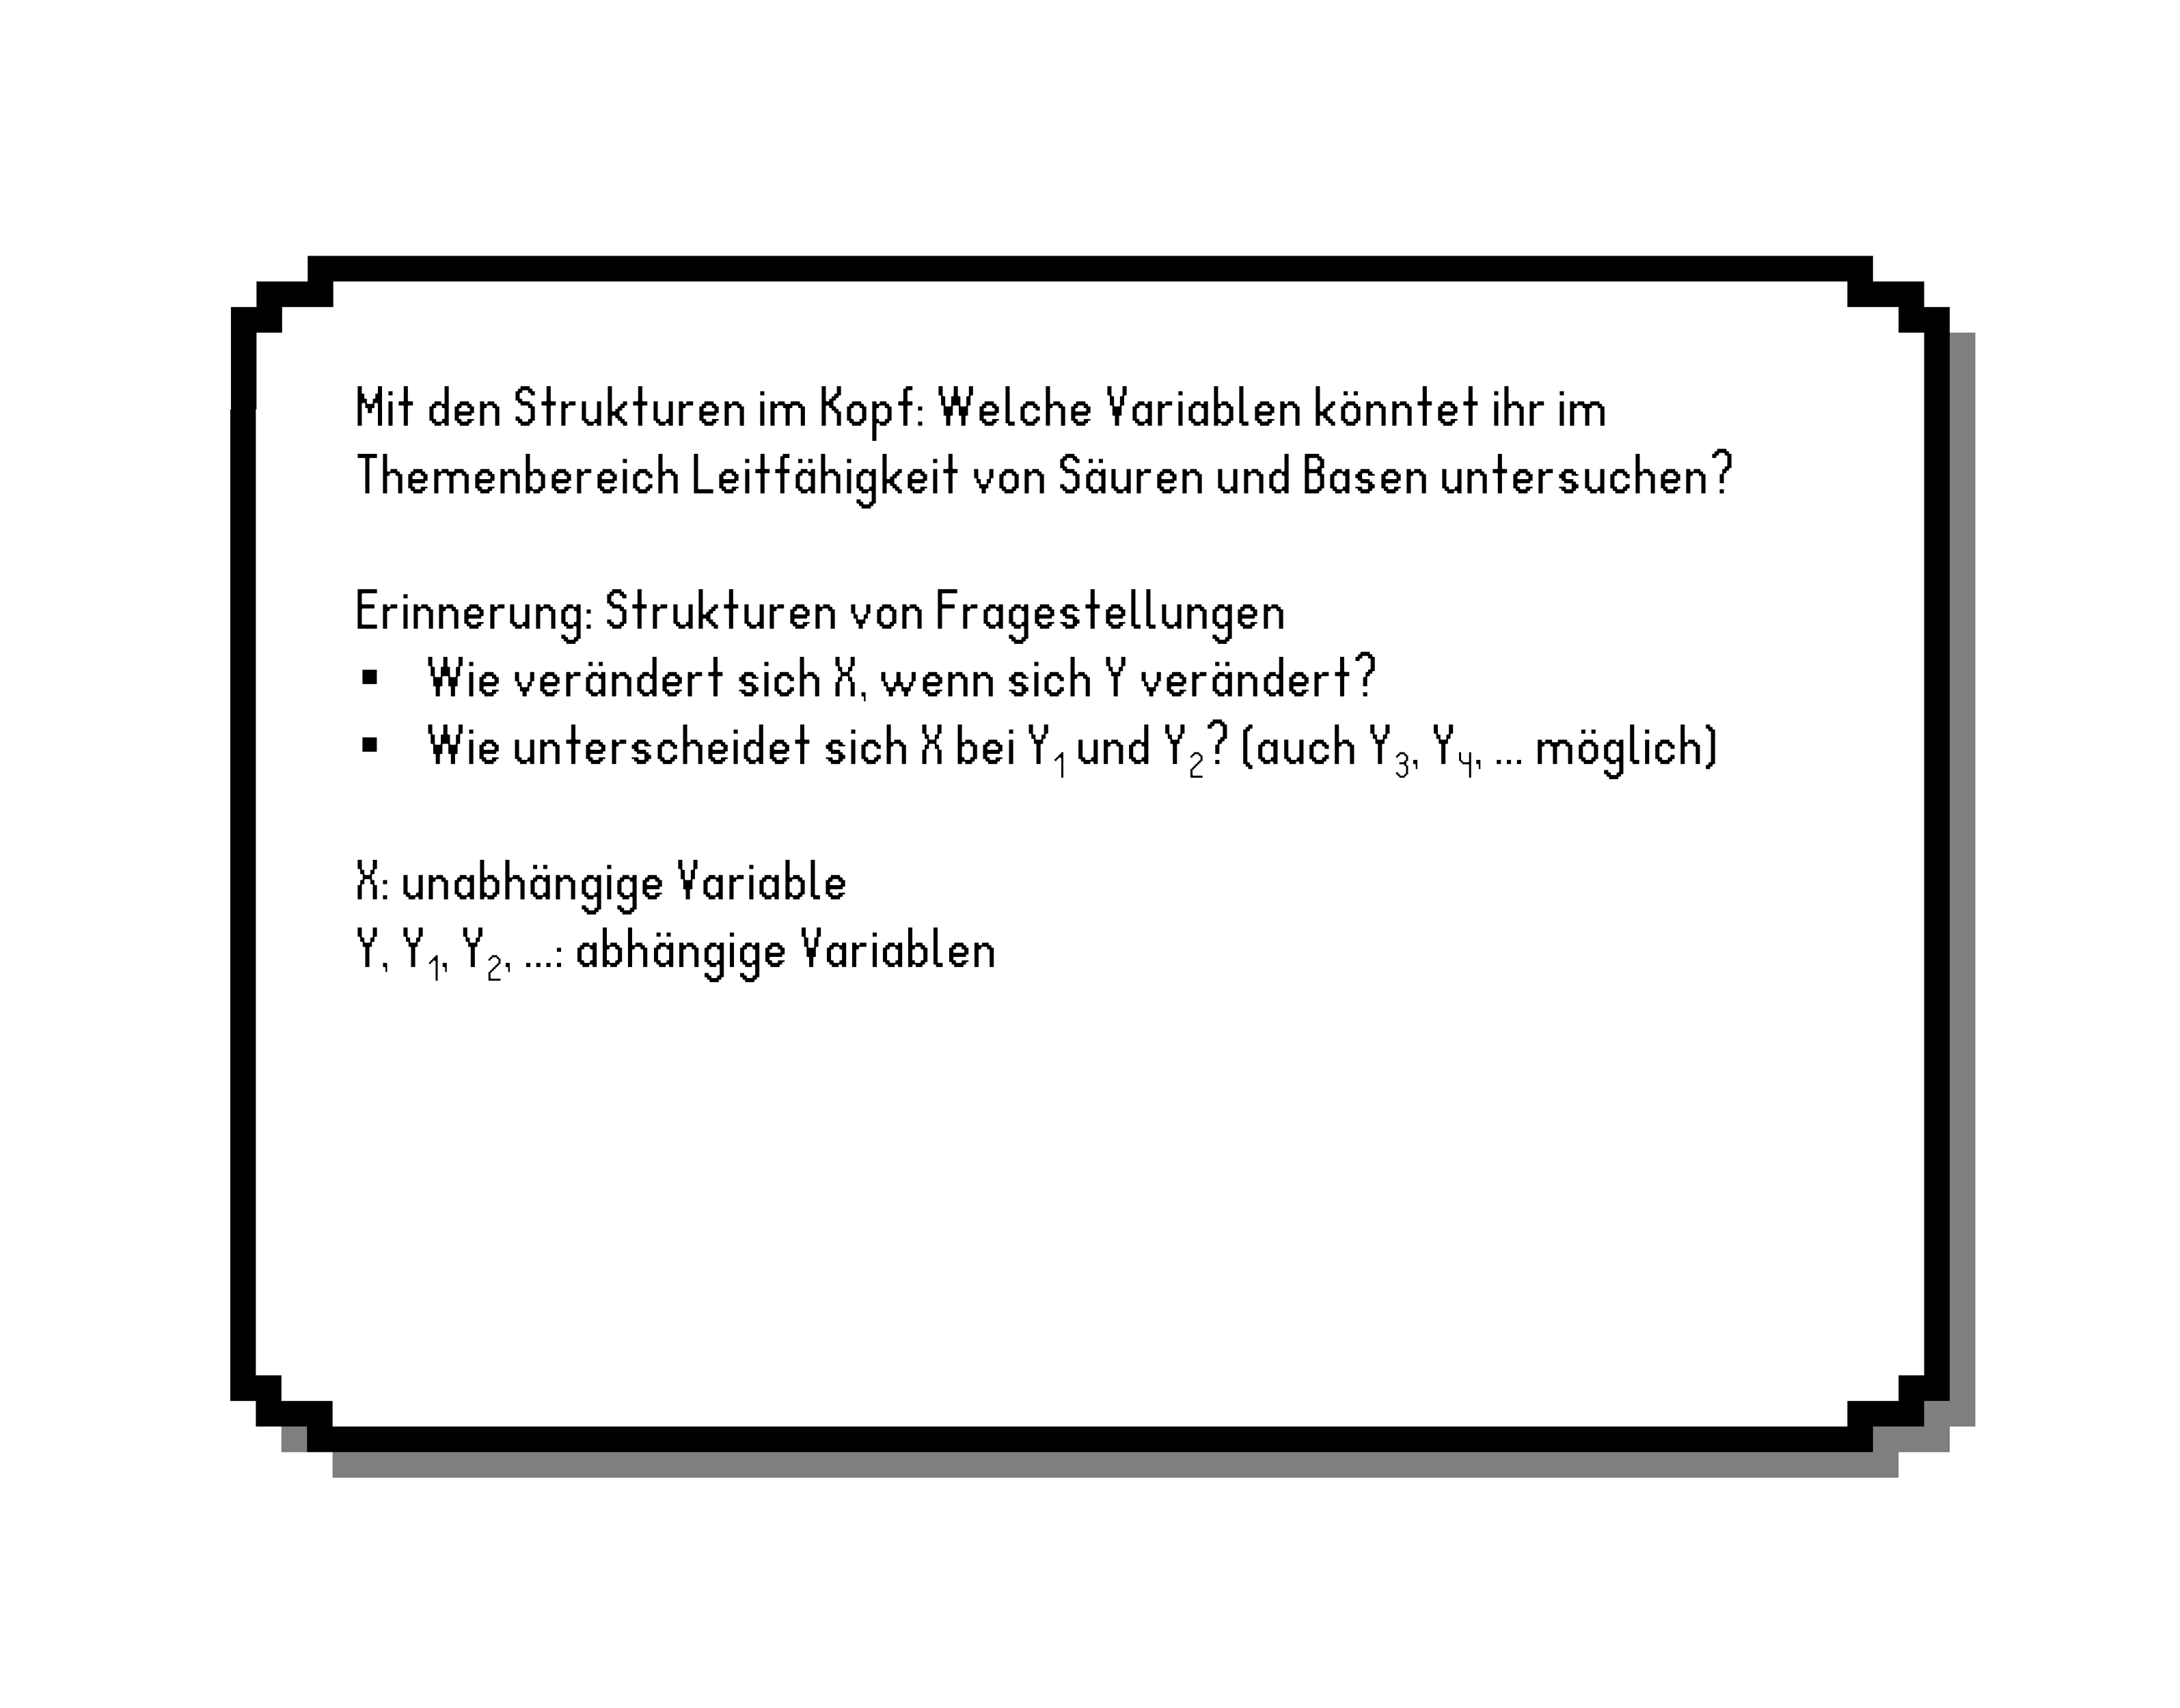 Mit den Strukturen im Kopf: Welche Variablen könntet ihr im
Themenbereich Leitfähigkeit von Säuren und Basen untersuchen?
Erinnerung: Strukturen von Fragestellungen
▪ Wie verändert sich X, wenn sich Y verändert?
▪ Wie unterscheidet sich X bei Y₁ und Y₂? (auch Y₃, Y₄, ... möglich)
X: unabhängige Variable
Y, Y₁, Y₂, ...: abhängige Variablen